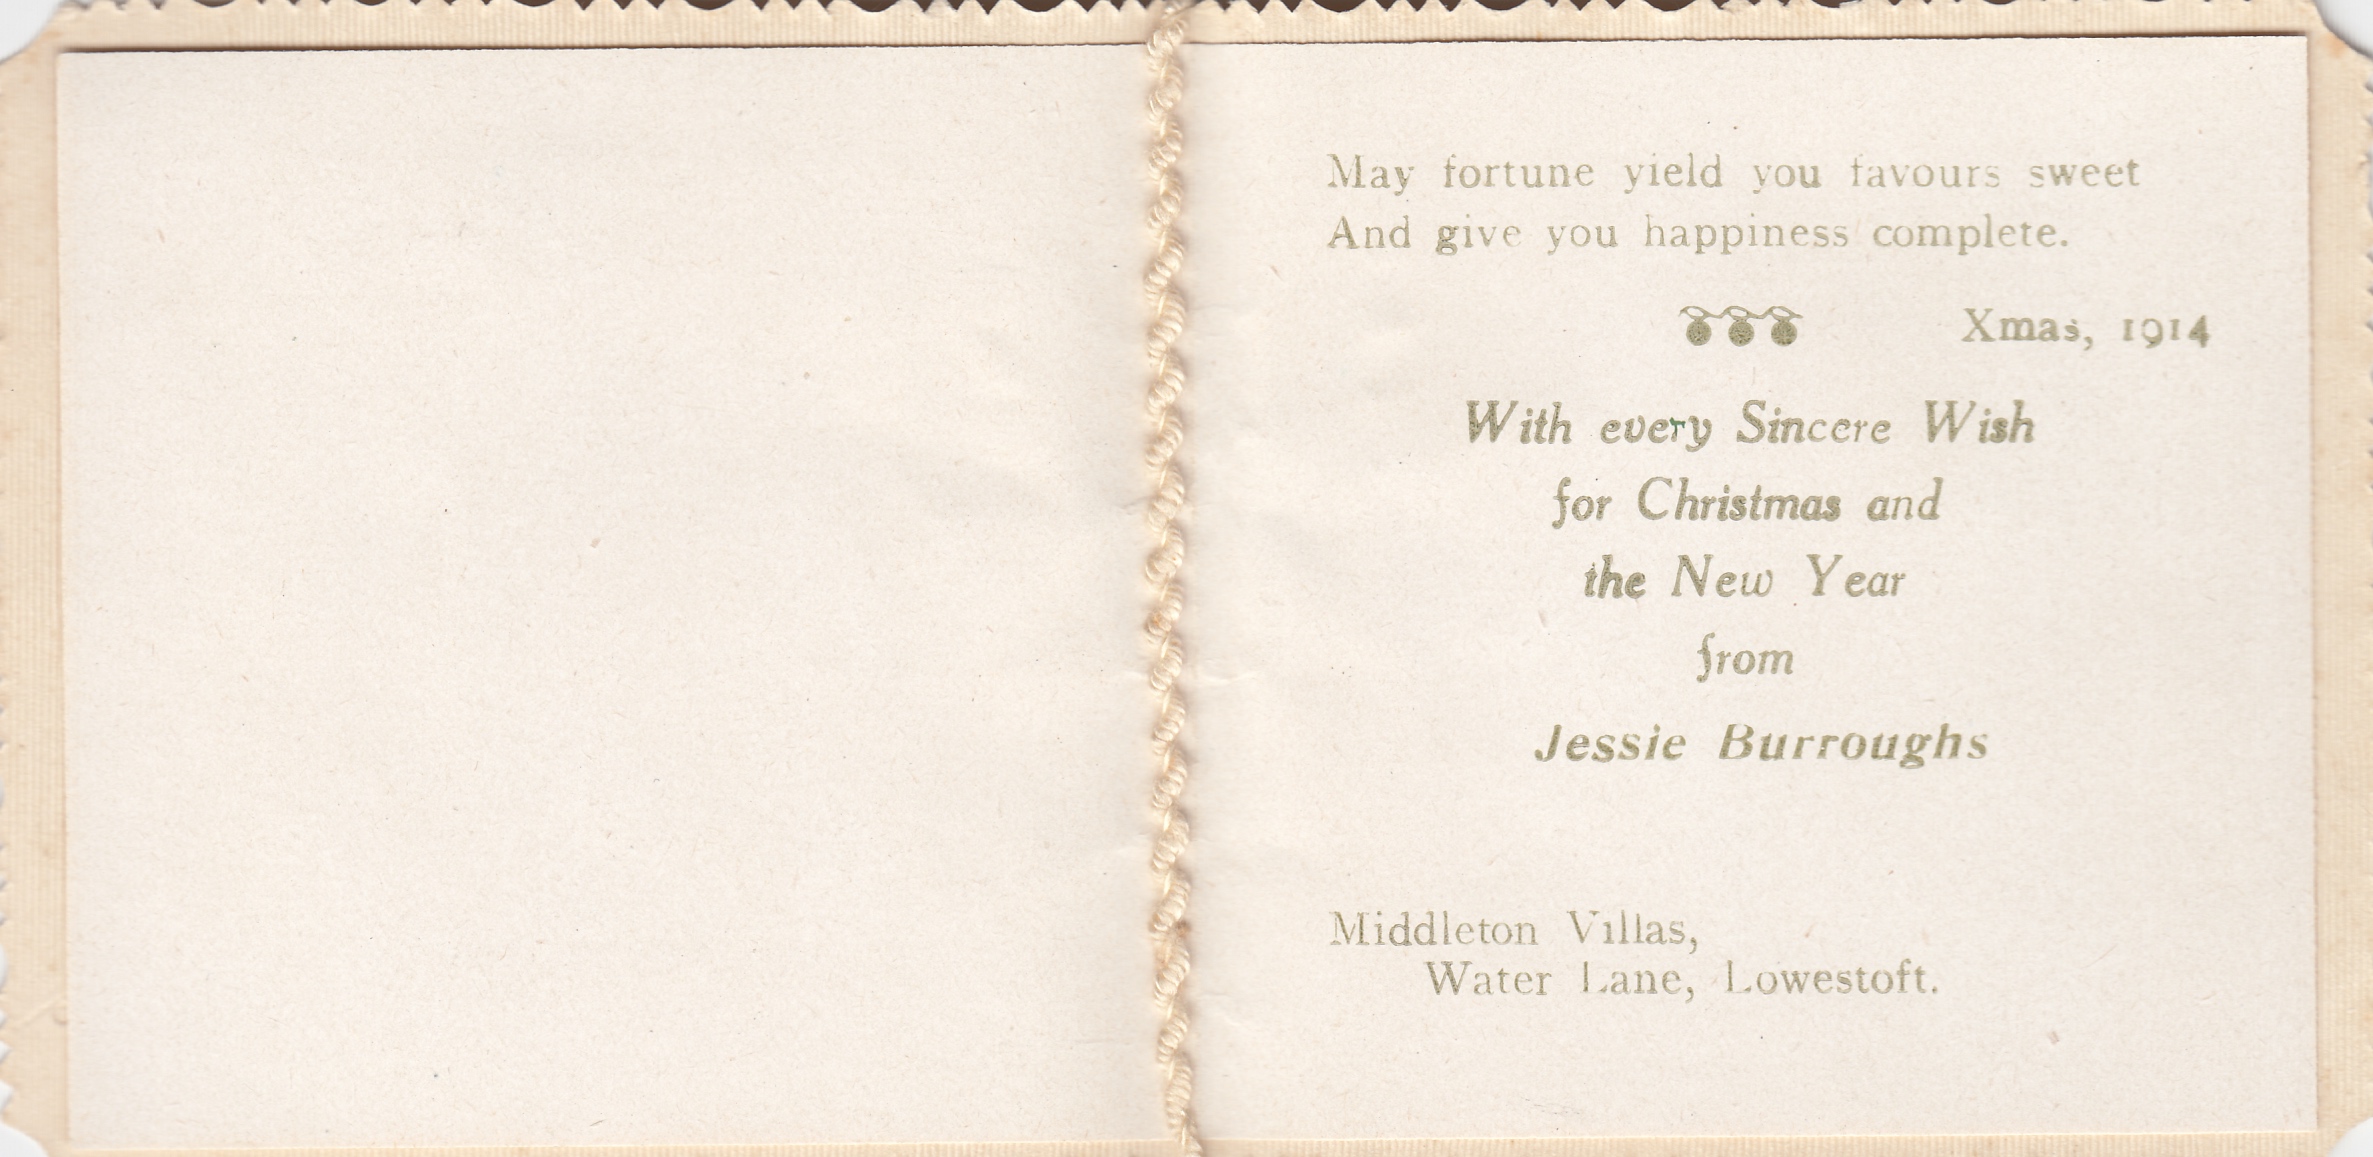 May fortune yield you favours sweet
And give you happiness complete.
Xmas, 1914
With every Sincere Wish
for Christmas and
the New Year
from
Jessie Burroughs
Middleton Villas,
Water Lane, Lowestoft.